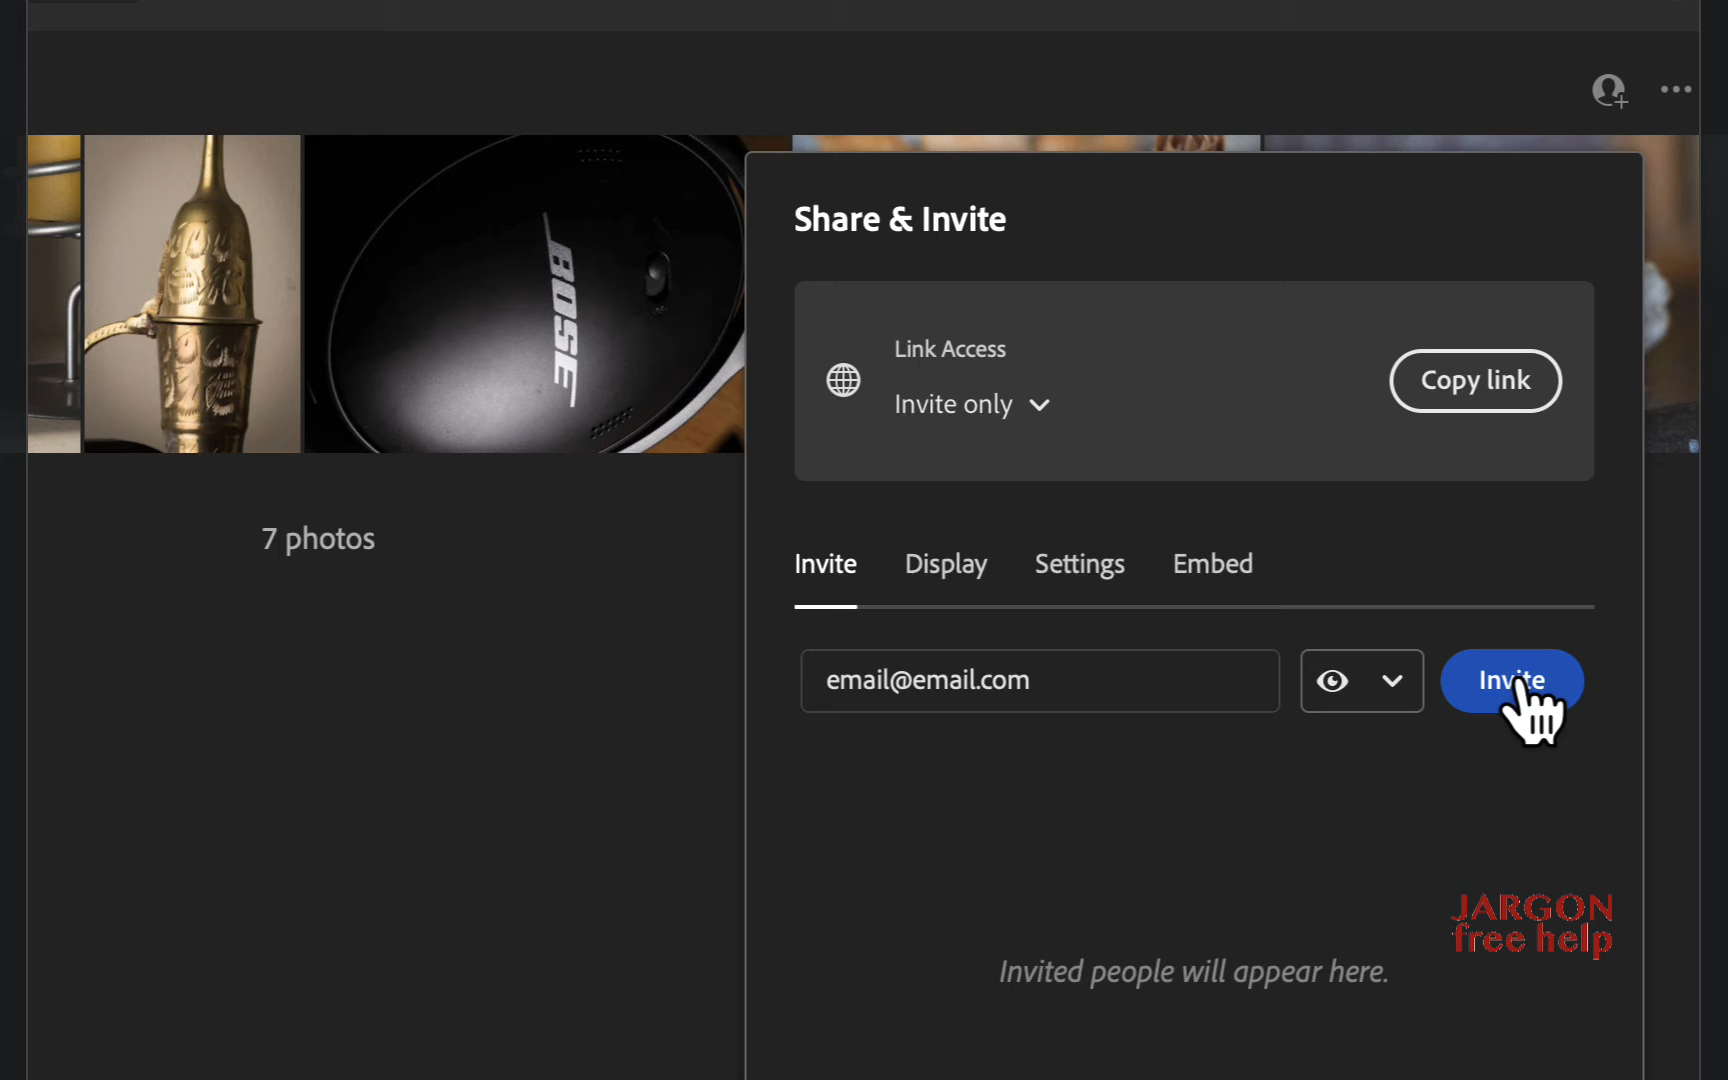 BOSE
Share & Invite
Link Access
Invite only
Copy link
7 photos
Invite
Display
Settings
Embed
email@email.com
Invite
JARGON
free help
Invited people will appear here.